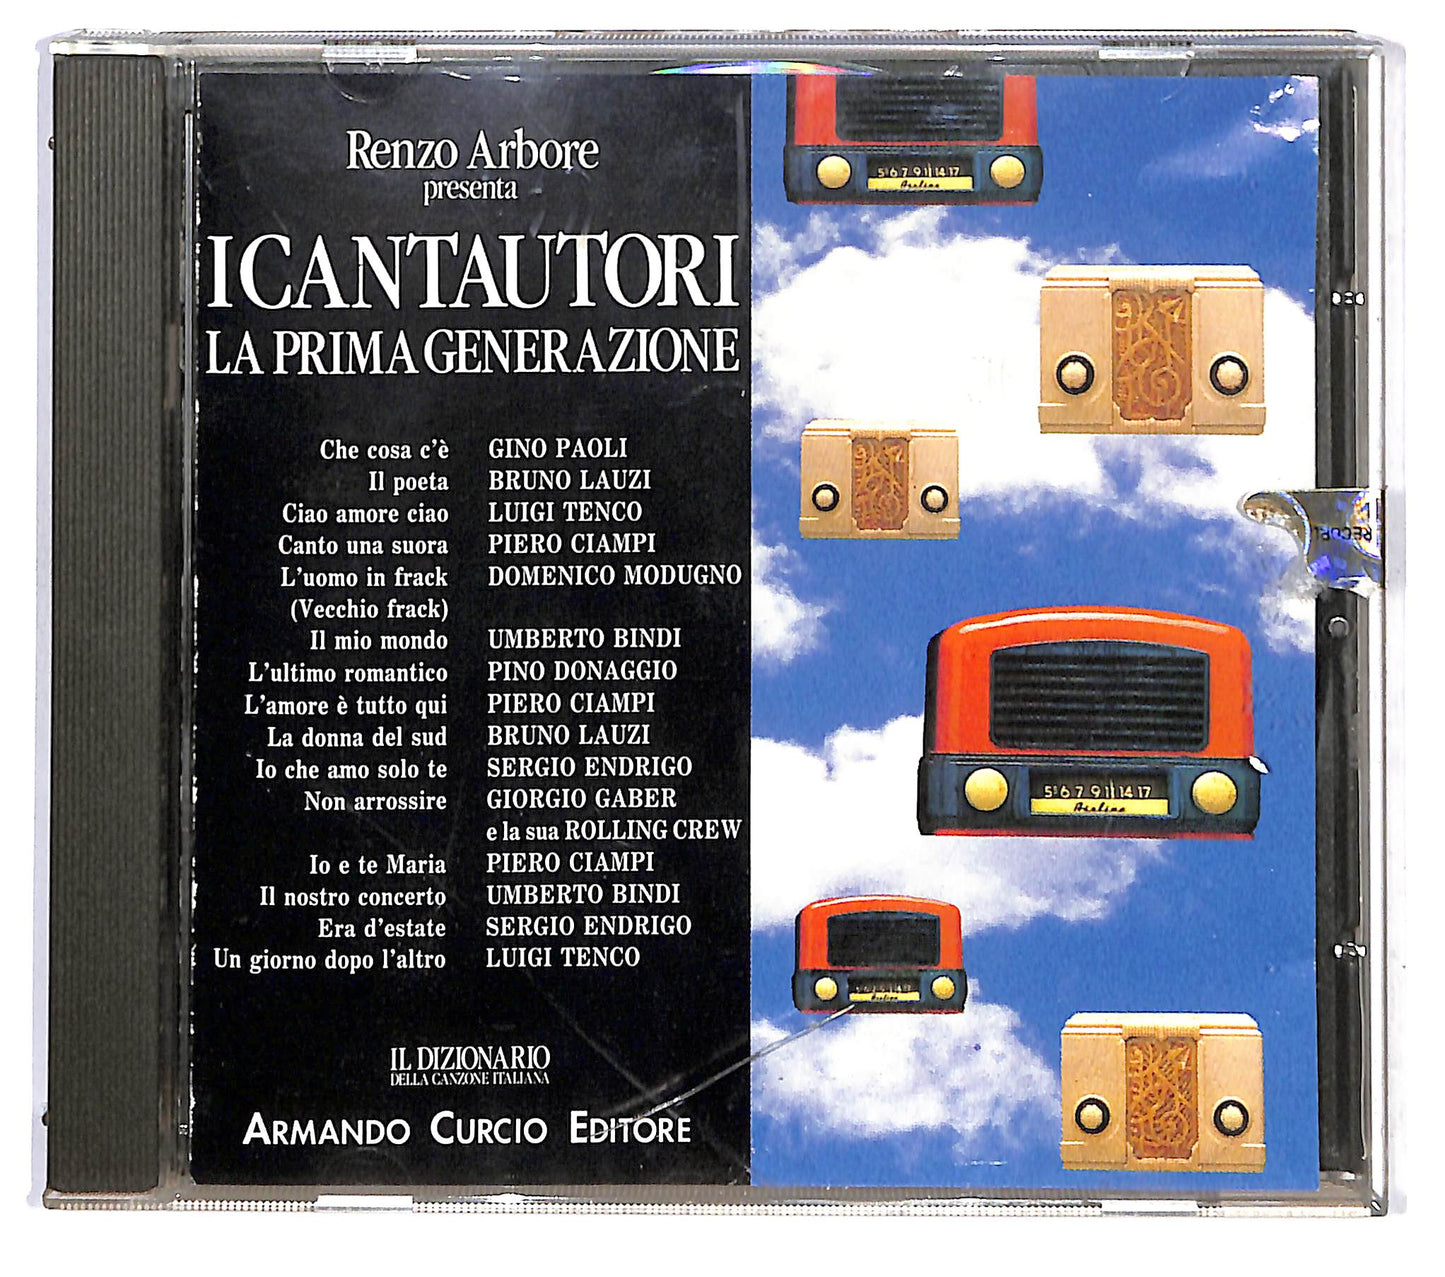 Renzo Arbore
presenta
I CANTAUTORI
LA PRIMA GENERAZIONE
Che cosa c'è GINO PAOLI
Il poeta BRUNO LAUZI
Ciao amore ciao LUIGI TENCO
Canto una suora PIERO CIAMPI
L'uomo in frack DOMENICO MODUGNO
(Vecchio frack)
Il mio mondo UMBERTO BINDI
L'ultimo romantico PINO DONAGGIO
L'amore è tutto qui PIERO CIAMPI
La donna del sud BRUNO LAUZI
Io che amo solo te SERGIO ENDRIGO
Non arrossire GIORGIO GABER
e la sua ROLLING CREW
Io e te Maria PIERO CIAMPI
Il nostro concerto UMBERTO BINDI
Era d'estate SERGIO ENDRIGO
Un giorno dopo l'altro LUIGI TENCO
IL DIZIONARIO
DELLA CANZONE ITALIANA
ARMANDO CURCIO EDITORE
Airline
Airline
Airline